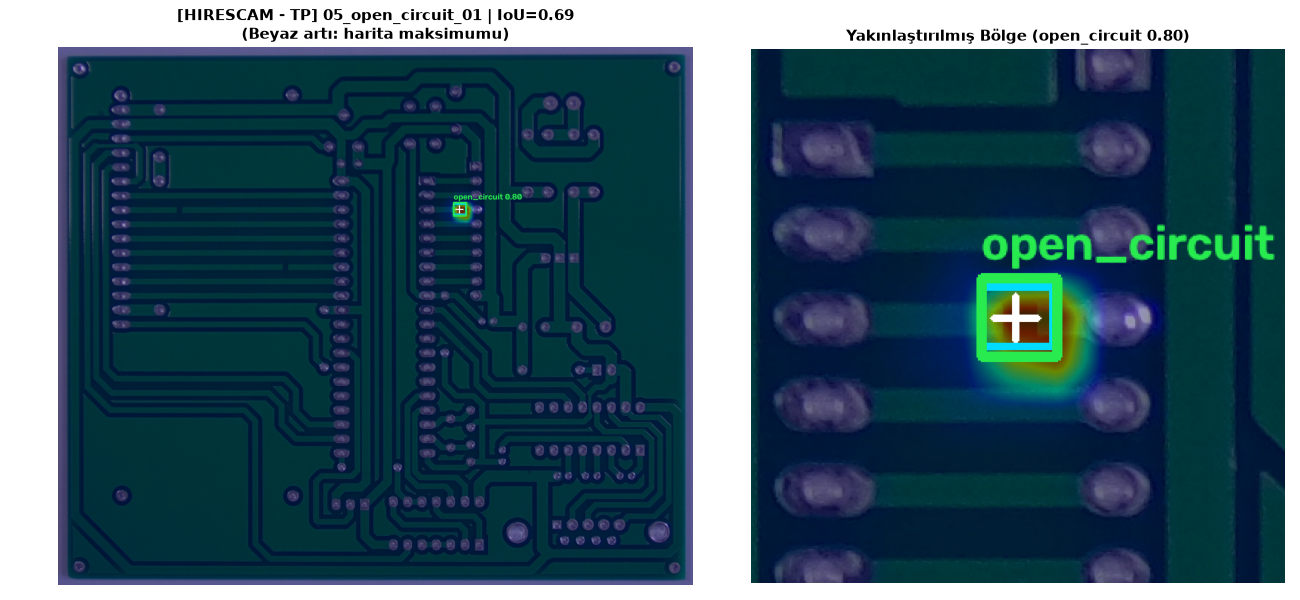 [HIRESCAM - TP] 05_open_circuit_01 | IoU=0.69
(Beyaz artı: harita maksimumu)
open_circuit 0.80
Yakınlaştırılmış Bölge (open_circuit 0.80)
open_circuit